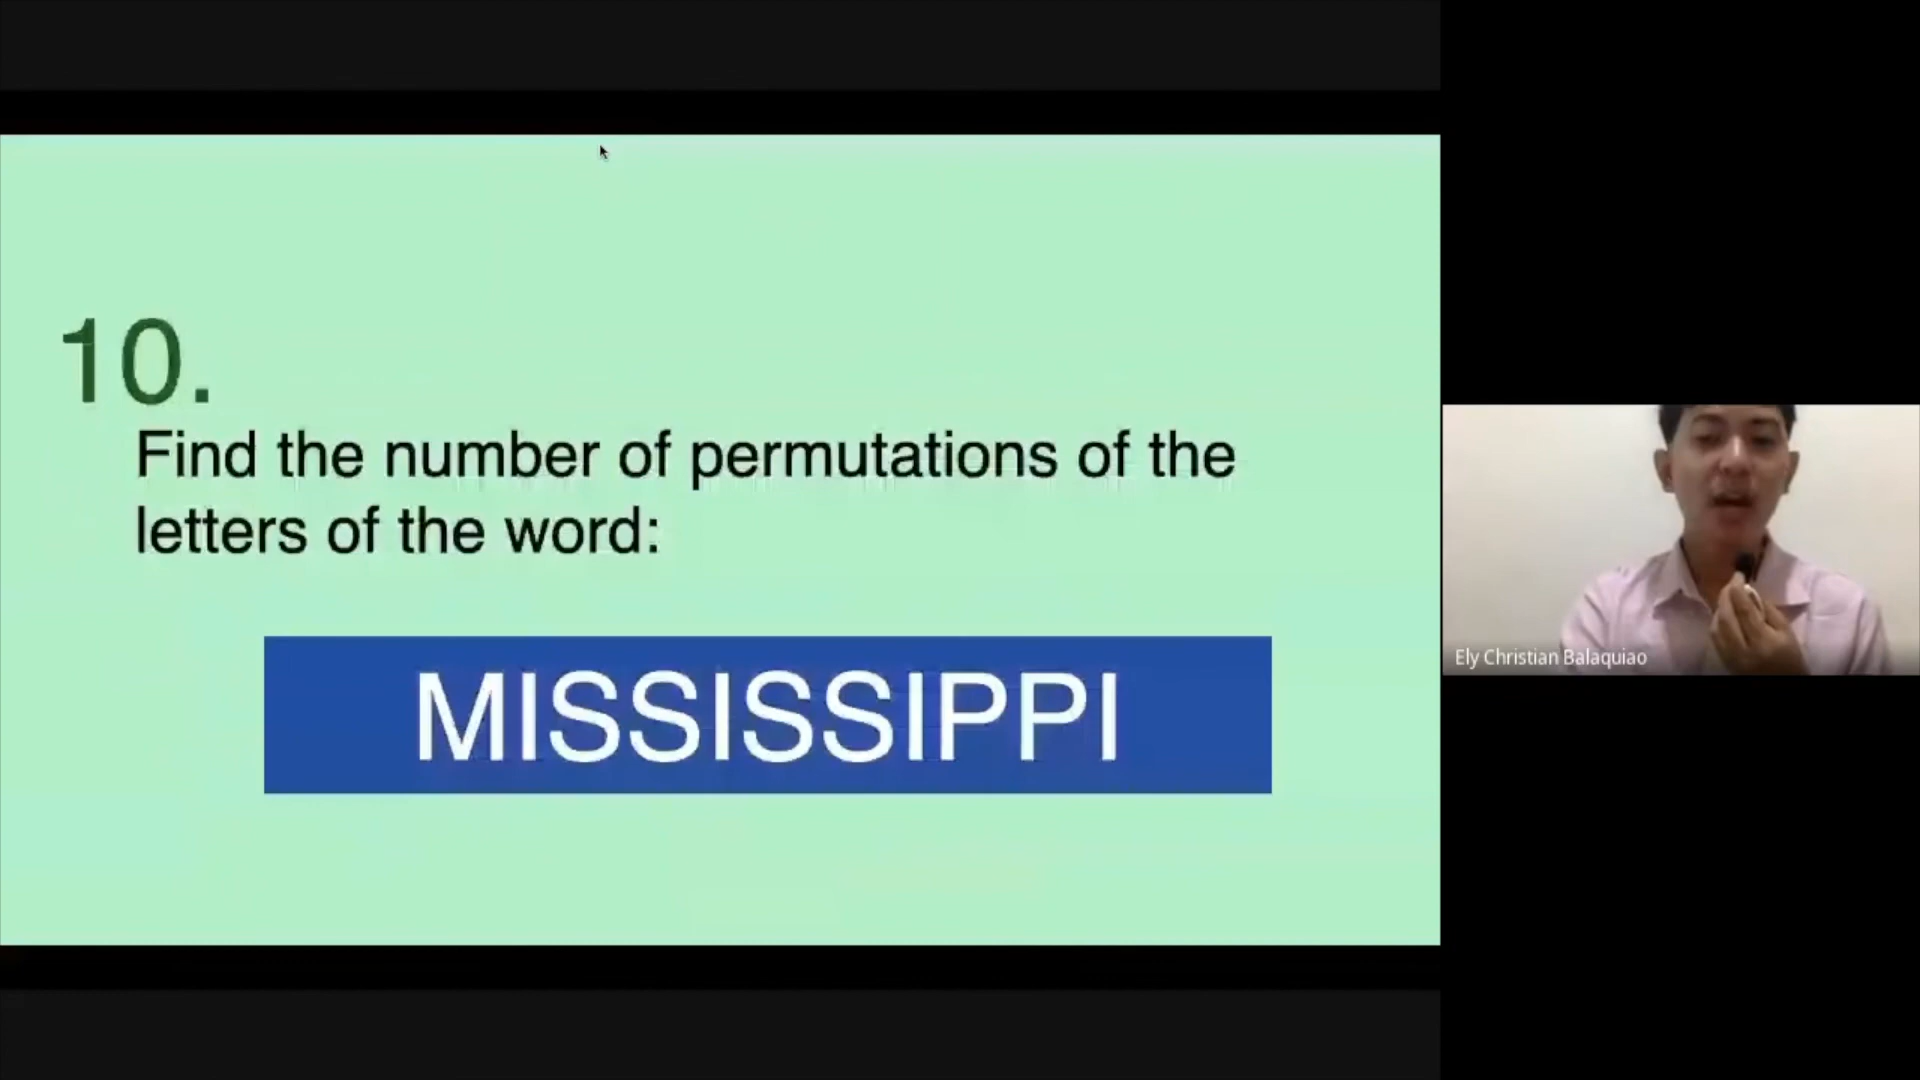 10.
Find the number of permutations of the
letters of the word:
MISSISSIPPI
Ely Christian Balaquiao